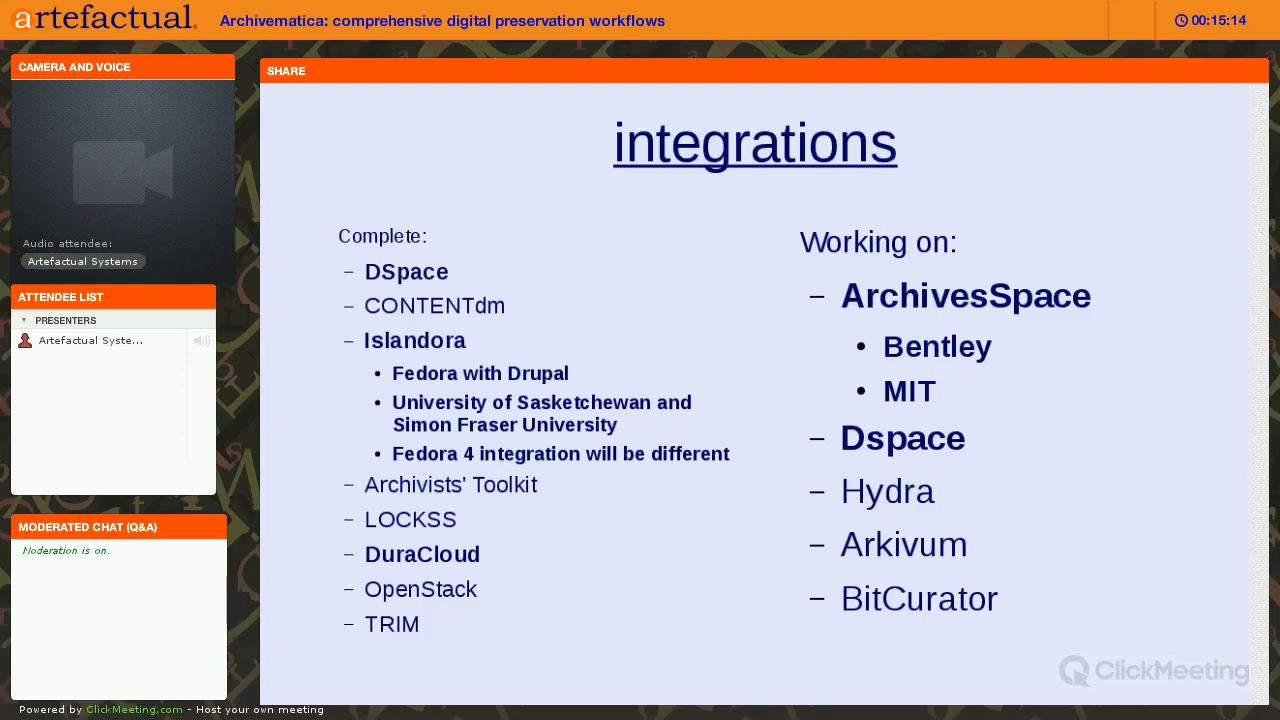 artefactual
Archivematica: comprehensive digital preservation workflows
00:15:14
CAMERA AND VOICE
Audio attendee:
Artefactual Systems
ATTENDEE LIST
PRESENTERS
Artefactual Syste...
MODERATED CHAT (Q&A)
Moderation is on.
SHARE
integrations
Complete:
– DSpace
– CONTENTdm
– Islandora
• Fedora with Drupal
• University of Sasketchewan and
Simon Fraser University
• Fedora 4 integration will be different
– Archivists' Toolkit
– LOCKSS
– DuraCloud
– OpenStack
– TRIM
Working on:
– ArchivesSpace
• Bentley
• MIT
– Dspace
– Hydra
– Arkivum
– BitCurator
ClickMeeting
Powered by ClickMeeting.com - Host your own meeting